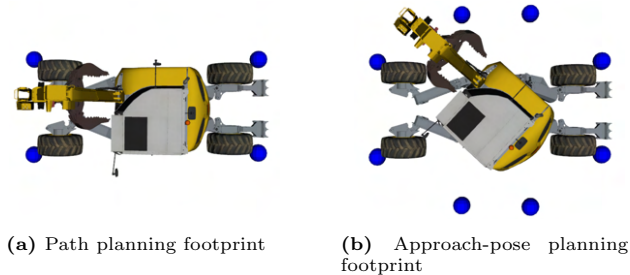 (a) Path planning footprint
(b) Approach-pose planning
footprint